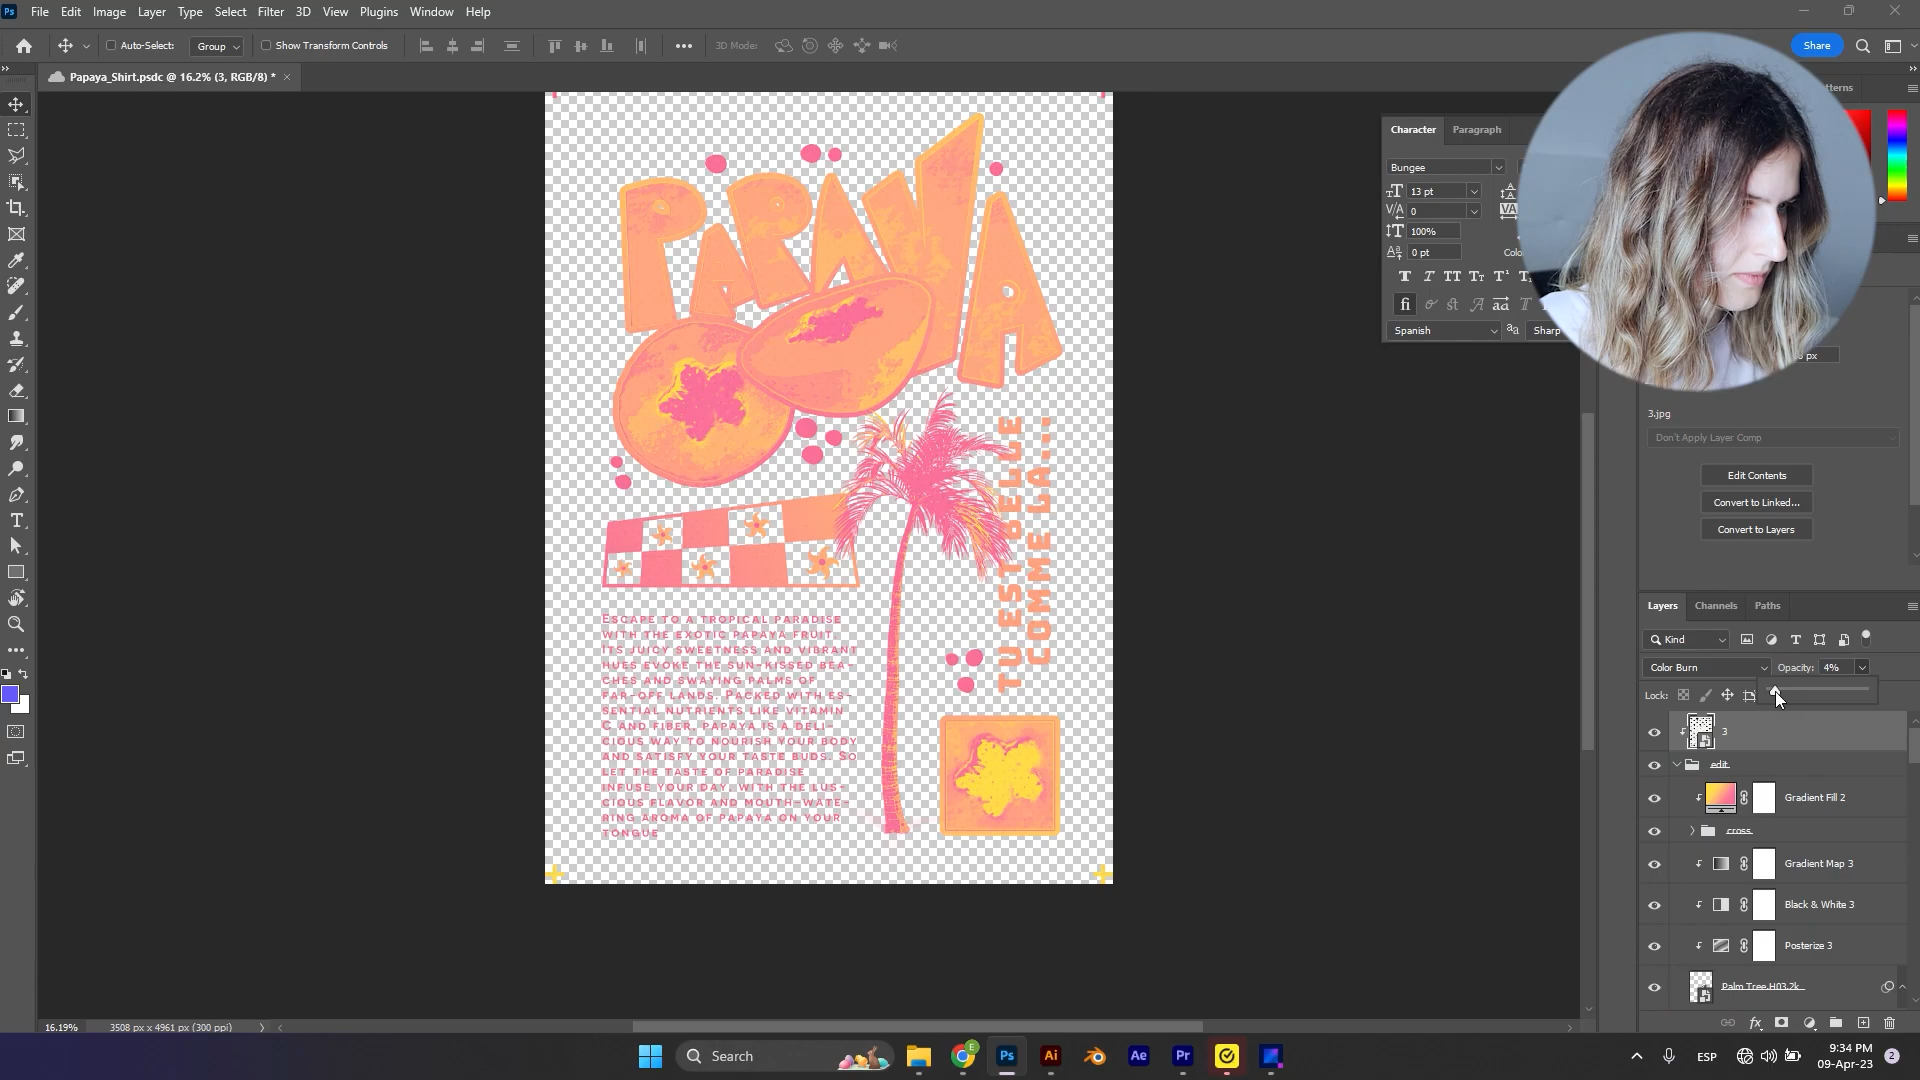 Ps File Edit Image Layer Type Select Filter 3D View Plugins Window Help
Auto-Select: Group Show Transform Controls ••• 3D Mode: Share
Papaya_Shirt.psdc @ 16.2% (3, RGB/8) * ×
PAPAYA
TU EST BELLE
COMME LA...
ESCAPE TO A TROPICAL PARADISE
WITH THE EXOTIC PAPAYA FRUIT.
ITS JUICY SWEETNESS AND VIBRANT
HUES EVOKE THE SUN-KISSED BEA-
CHES AND SWAYING PALMS OF
FAR-OFF LANDS. PACKED WITH ES-
SENTIAL NUTRIENTS LIKE VITAMIN
C AND FIBER, PAPAYA IS A DELI-
CIOUS WAY TO NOURISH YOUR BODY
AND SATISFY YOUR TASTE BUDS. SO
LET THE TASTE OF PARADISE
INFUSE YOUR DAY, WITH THE LUS-
CIOUS FLAVOR AND MOUTH-WATE-
RING AROMA OF PAPAYA ON YOUR
TONGUE
Character Paragraph
Bungee
13 pt
0
100%
0 pt
Spanish Sharp
px
3.jpg
Don't Apply Layer Comp
Edit Contents
Convert to Linked...
Convert to Layers
Layers Channels Paths
Kind
Color Burn Opacity: 4%
Lock:
3
edit
Gradient Fill 2
cross
Gradient Map 3
Black & White 3
Posterize 3
Palm Tree.H03.2k...
16.19% 3508 px x 4961 px (300 ppi)
Search Ps Ai Ae Pr ESP 9:34 PM
09-Apr-23 2